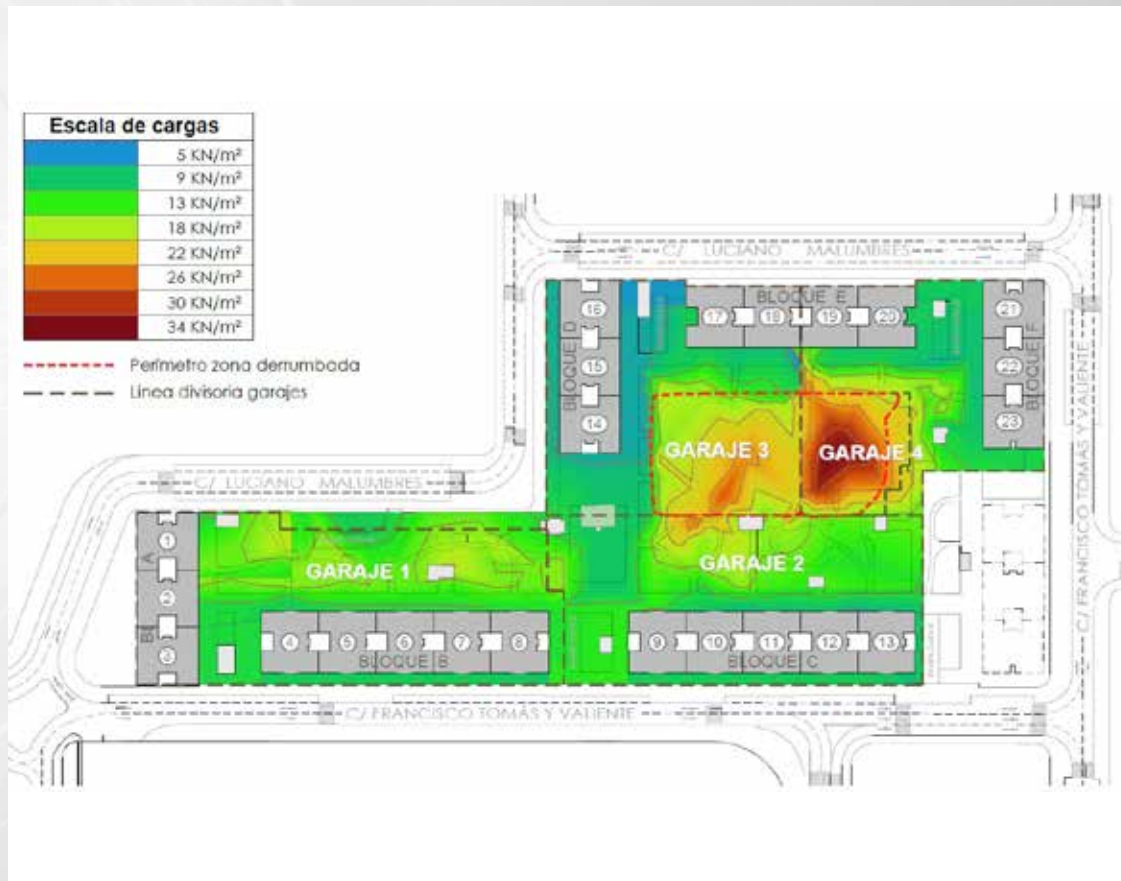 Escala de cargas
5 KN/m²
9 KN/m²
13 KN/m²
18 KN/m²
22 KN/m²
26 KN/m²
30 KN/m²
34 KN/m²
Perímetro zona derrumbada
Linea divisoria garajes
C/ LUCIANO MALUMBRES
BLOQUE E
17
18
19
20
BLOQUE D
16
15
14
BLOQUE F
21
22
23
GARAJE 3
GARAJE 4
C/ LUCIANO MALUMBRES
C/ FRANCISCO TOMÁS Y VALIENTE
1
2
3
GARAJE 1
GARAJE 2
4
5
6
7
8
BLOQUE B
9
10
11
12
13
BLOQUE C
C/ FRANCISCO TOMÁS Y VALIENTE